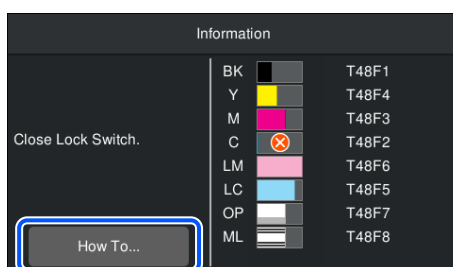 Information
BK T48F1
Y T48F4
M T48F3
Close Lock Switch.
C T48F2
LM T48F6
LC T48F5
OP T48F7
ML T48F8
How To...